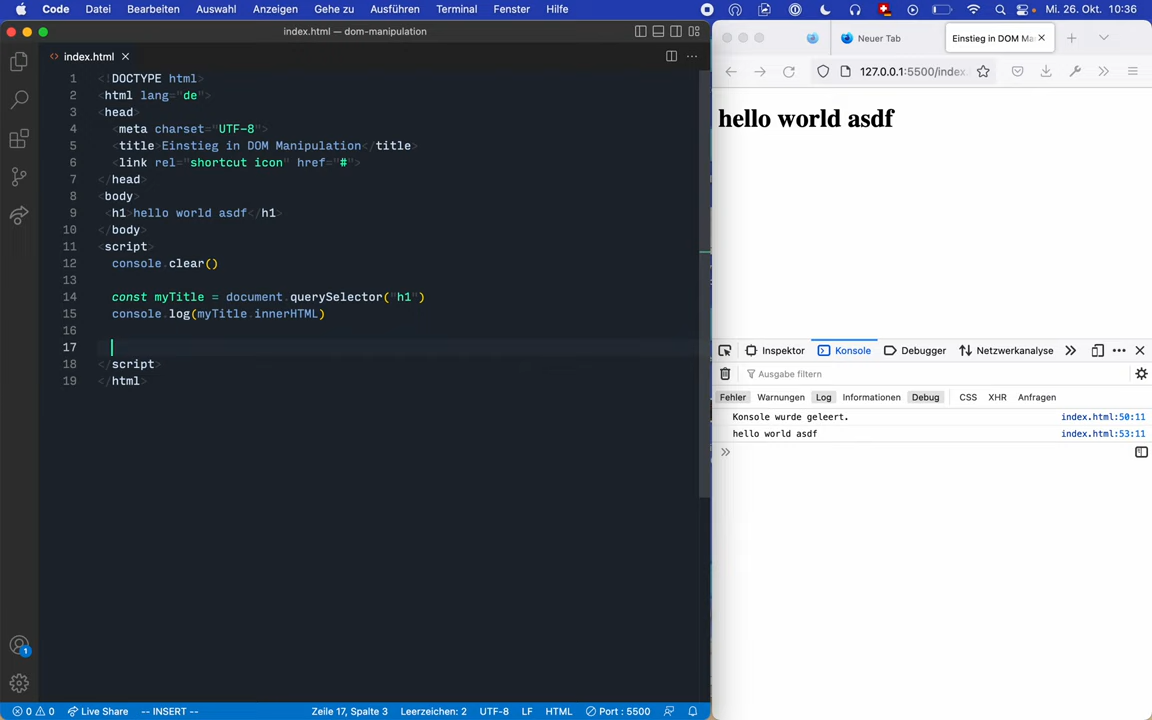 Code Datei Bearbeiten Auswahl Anzeigen Gehe zu Ausführen Terminal Fenster Hilfe Mi. 26. Okt. 10:36
index.html — dom-manipulation
Neuer Tab
Einstieg in DOM Ma
index.html
127.0.0.1:5500/index.
1 <!DOCTYPE html>
2 <html lang="de">
3 <head>
4 <meta charset="UTF-8">
5 <title>Einstieg in DOM Manipulation</title>
6 <link rel="shortcut icon" href="#">
7 </head>
8 <body>
9 <h1>hello world asdf</h1>
10 </body>
11 <script>
12 console.clear()
13
14 const myTitle = document.querySelector("h1")
15 console.log(myTitle.innerHTML)
16
17
18 </script>
19 </html>
hello world asdf
Inspektor Konsole Debugger Netzwerkanalyse
Ausgabe filtern
Fehler Warnungen Log Informationen Debug CSS XHR Anfragen
Konsole wurde geleert. index.html:50:11
hello world asdf index.html:53:11
1
0 0 Live Share -- INSERT -- Zeile 17, Spalte 3 Leerzeichen: 2 UTF-8 LF HTML Port : 5500